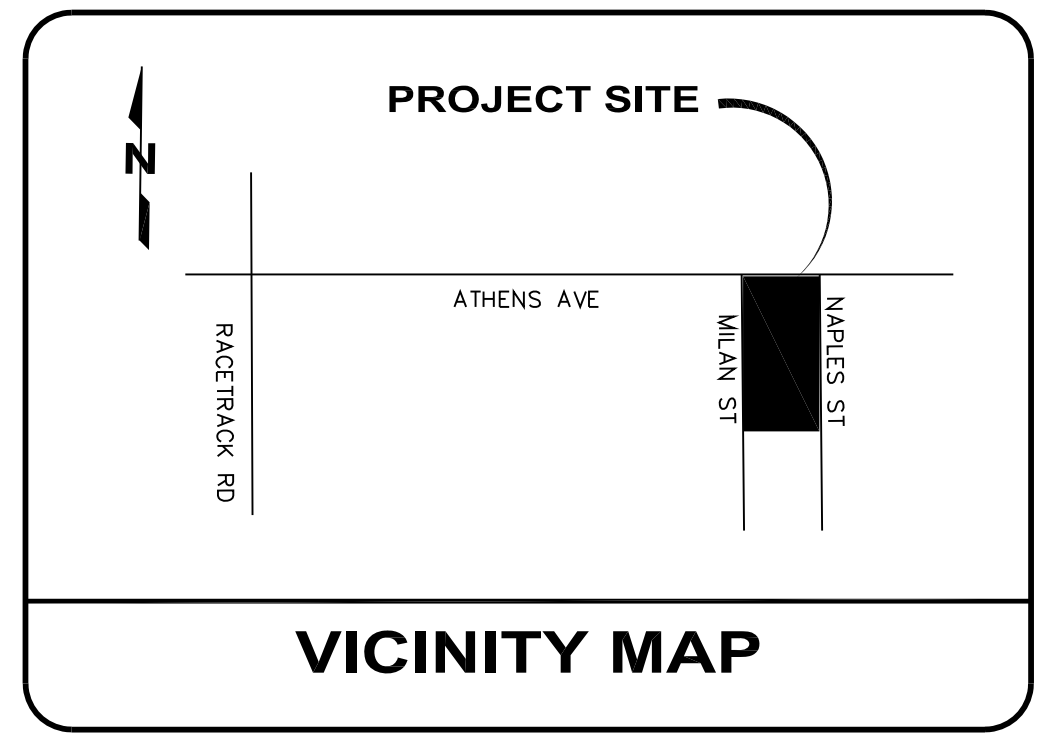 PROJECT SITE
N
ATHENS AVE
RACETRACK RD
MILAN ST
NAPLES ST
VICINITY MAP